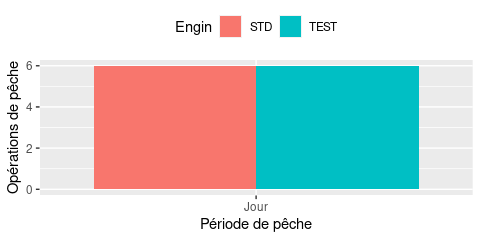 Engin STD TEST
Opérations de pêche
6
4
2
0
Jour
Période de pêche